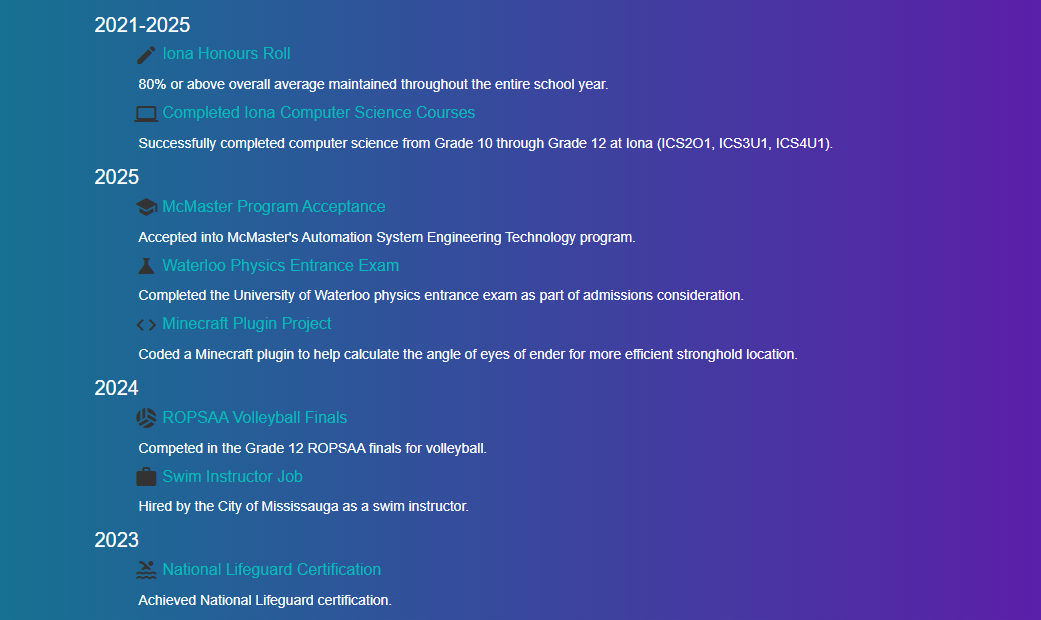 2021-2025
Iona Honours Roll
80% or above overall average maintained throughout the entire school year.
Completed Iona Computer Science Courses
Successfully completed computer science from Grade 10 through Grade 12 at Iona (ICS2O1, ICS3U1, ICS4U1).
2025
McMaster Program Acceptance
Accepted into McMaster's Automation System Engineering Technology program.
Waterloo Physics Entrance Exam
Completed the University of Waterloo physics entrance exam as part of admissions consideration.
Minecraft Plugin Project
Coded a Minecraft plugin to help calculate the angle of eyes of ender for more efficient stronghold location.
2024
ROPSAA Volleyball Finals
Competed in the Grade 12 ROPSAA finals for volleyball.
Swim Instructor Job
Hired by the City of Mississauga as a swim instructor.
2023
National Lifeguard Certification
Achieved National Lifeguard certification.